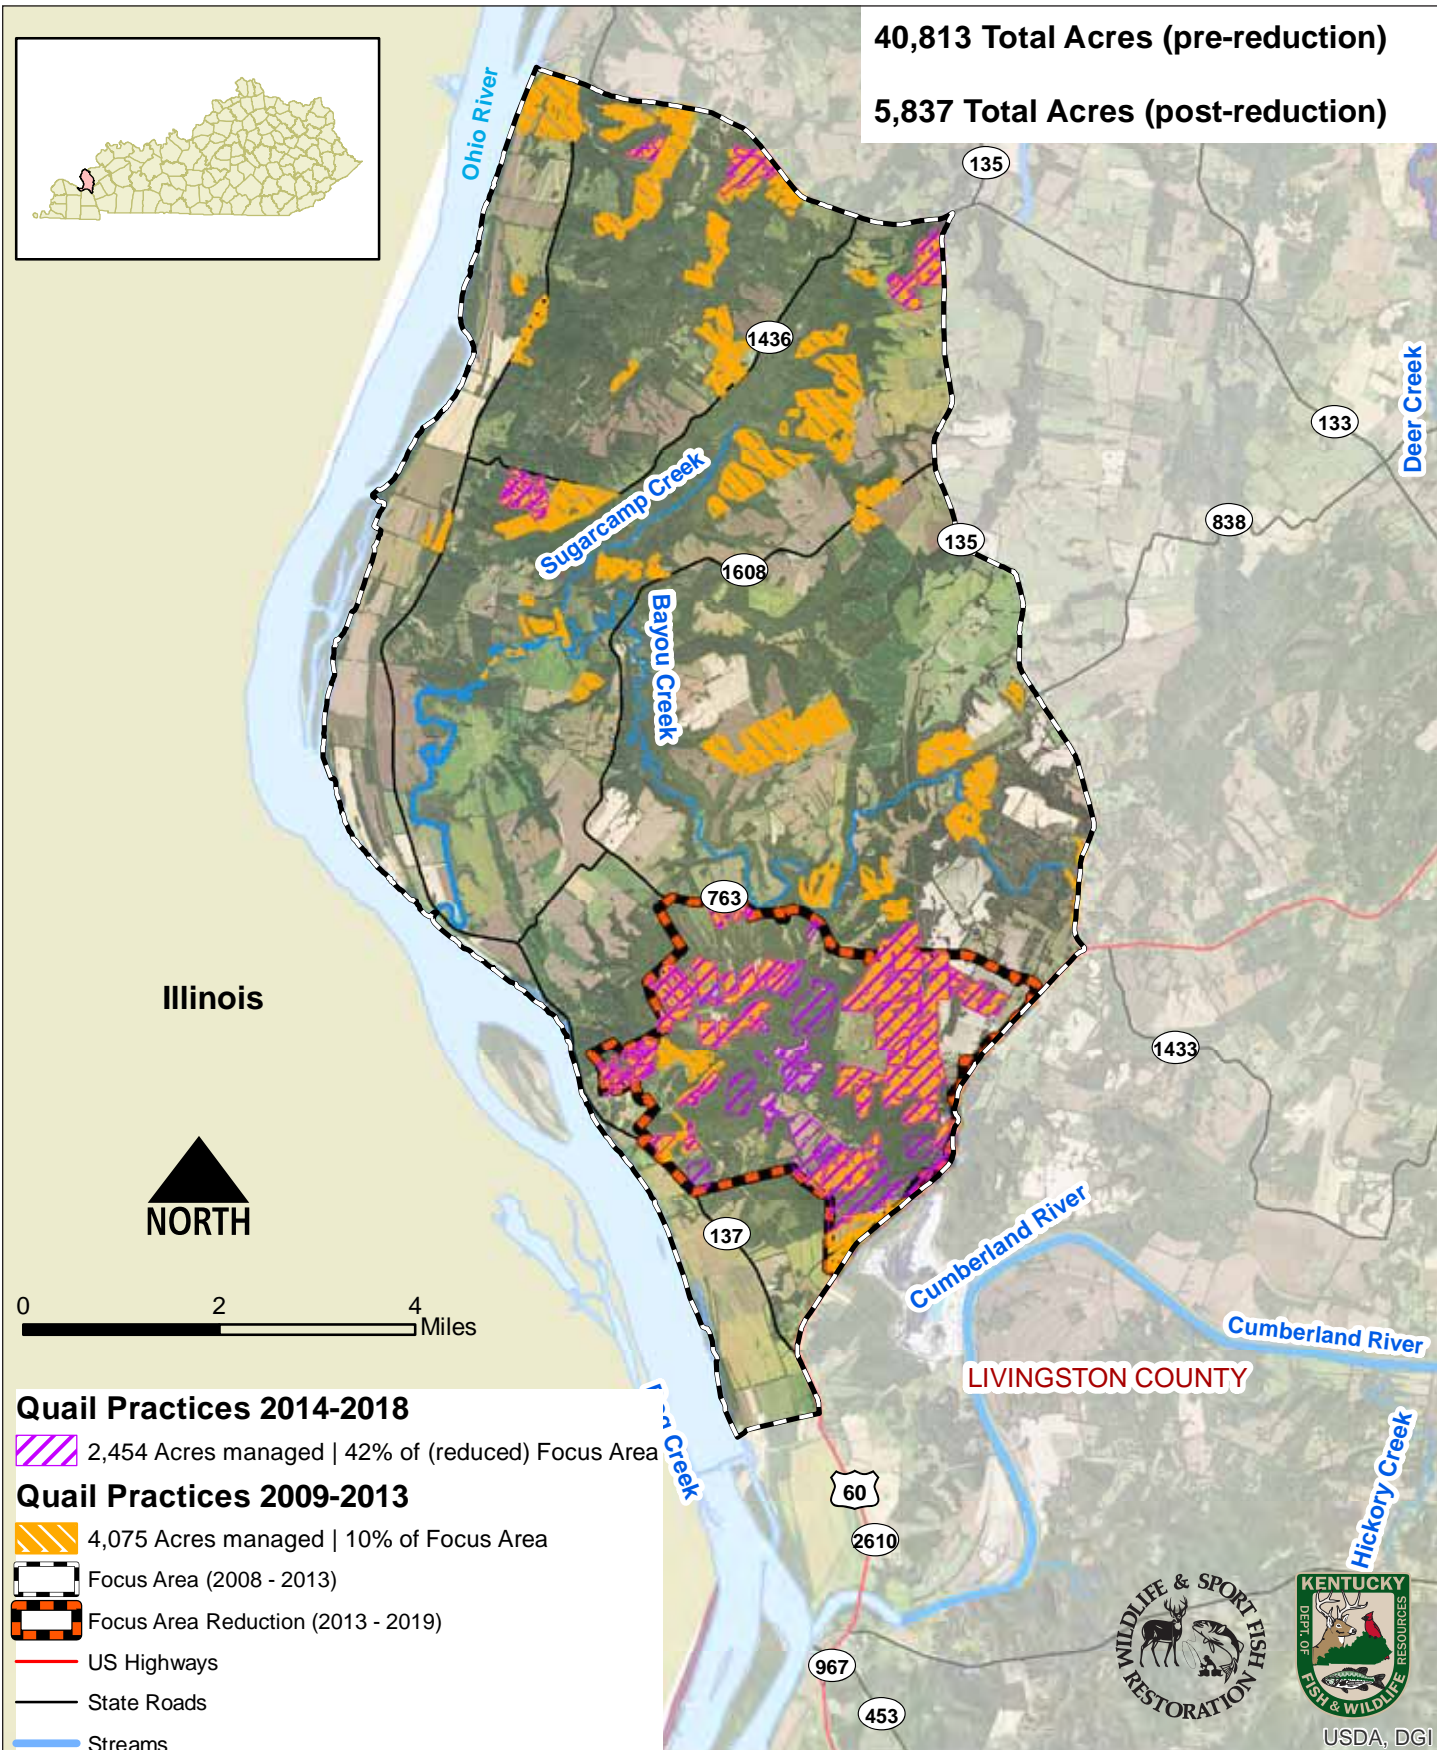 40,813 Total Acres (pre-reduction)
5,837 Total Acres (post-reduction)
Ohio River
135
1436
133
Deer Creek
838
Sugarcamp Creek
135
1608
Bayou Creek
763
Illinois
1433
NORTH
137
Cumberland River
0 2 4
Miles
Cumberland River
LIVINGSTON COUNTY
Creek
Hickory Creek
Quail Practices 2014-2018
2,454 Acres managed | 42% of (reduced) Focus Area
Quail Practices 2009-2013
4,075 Acres managed | 10% of Focus Area
Focus Area (2008 - 2013)
Focus Area Reduction (2013 - 2019)
US Highways
State Roads
Streams
60
2610
967
453
WILDLIFE & SPORT FISH
RESTORATION
KENTUCKY
DEPT. OF
FISH & WILDLIFE
RESOURCES
USDA, DGI